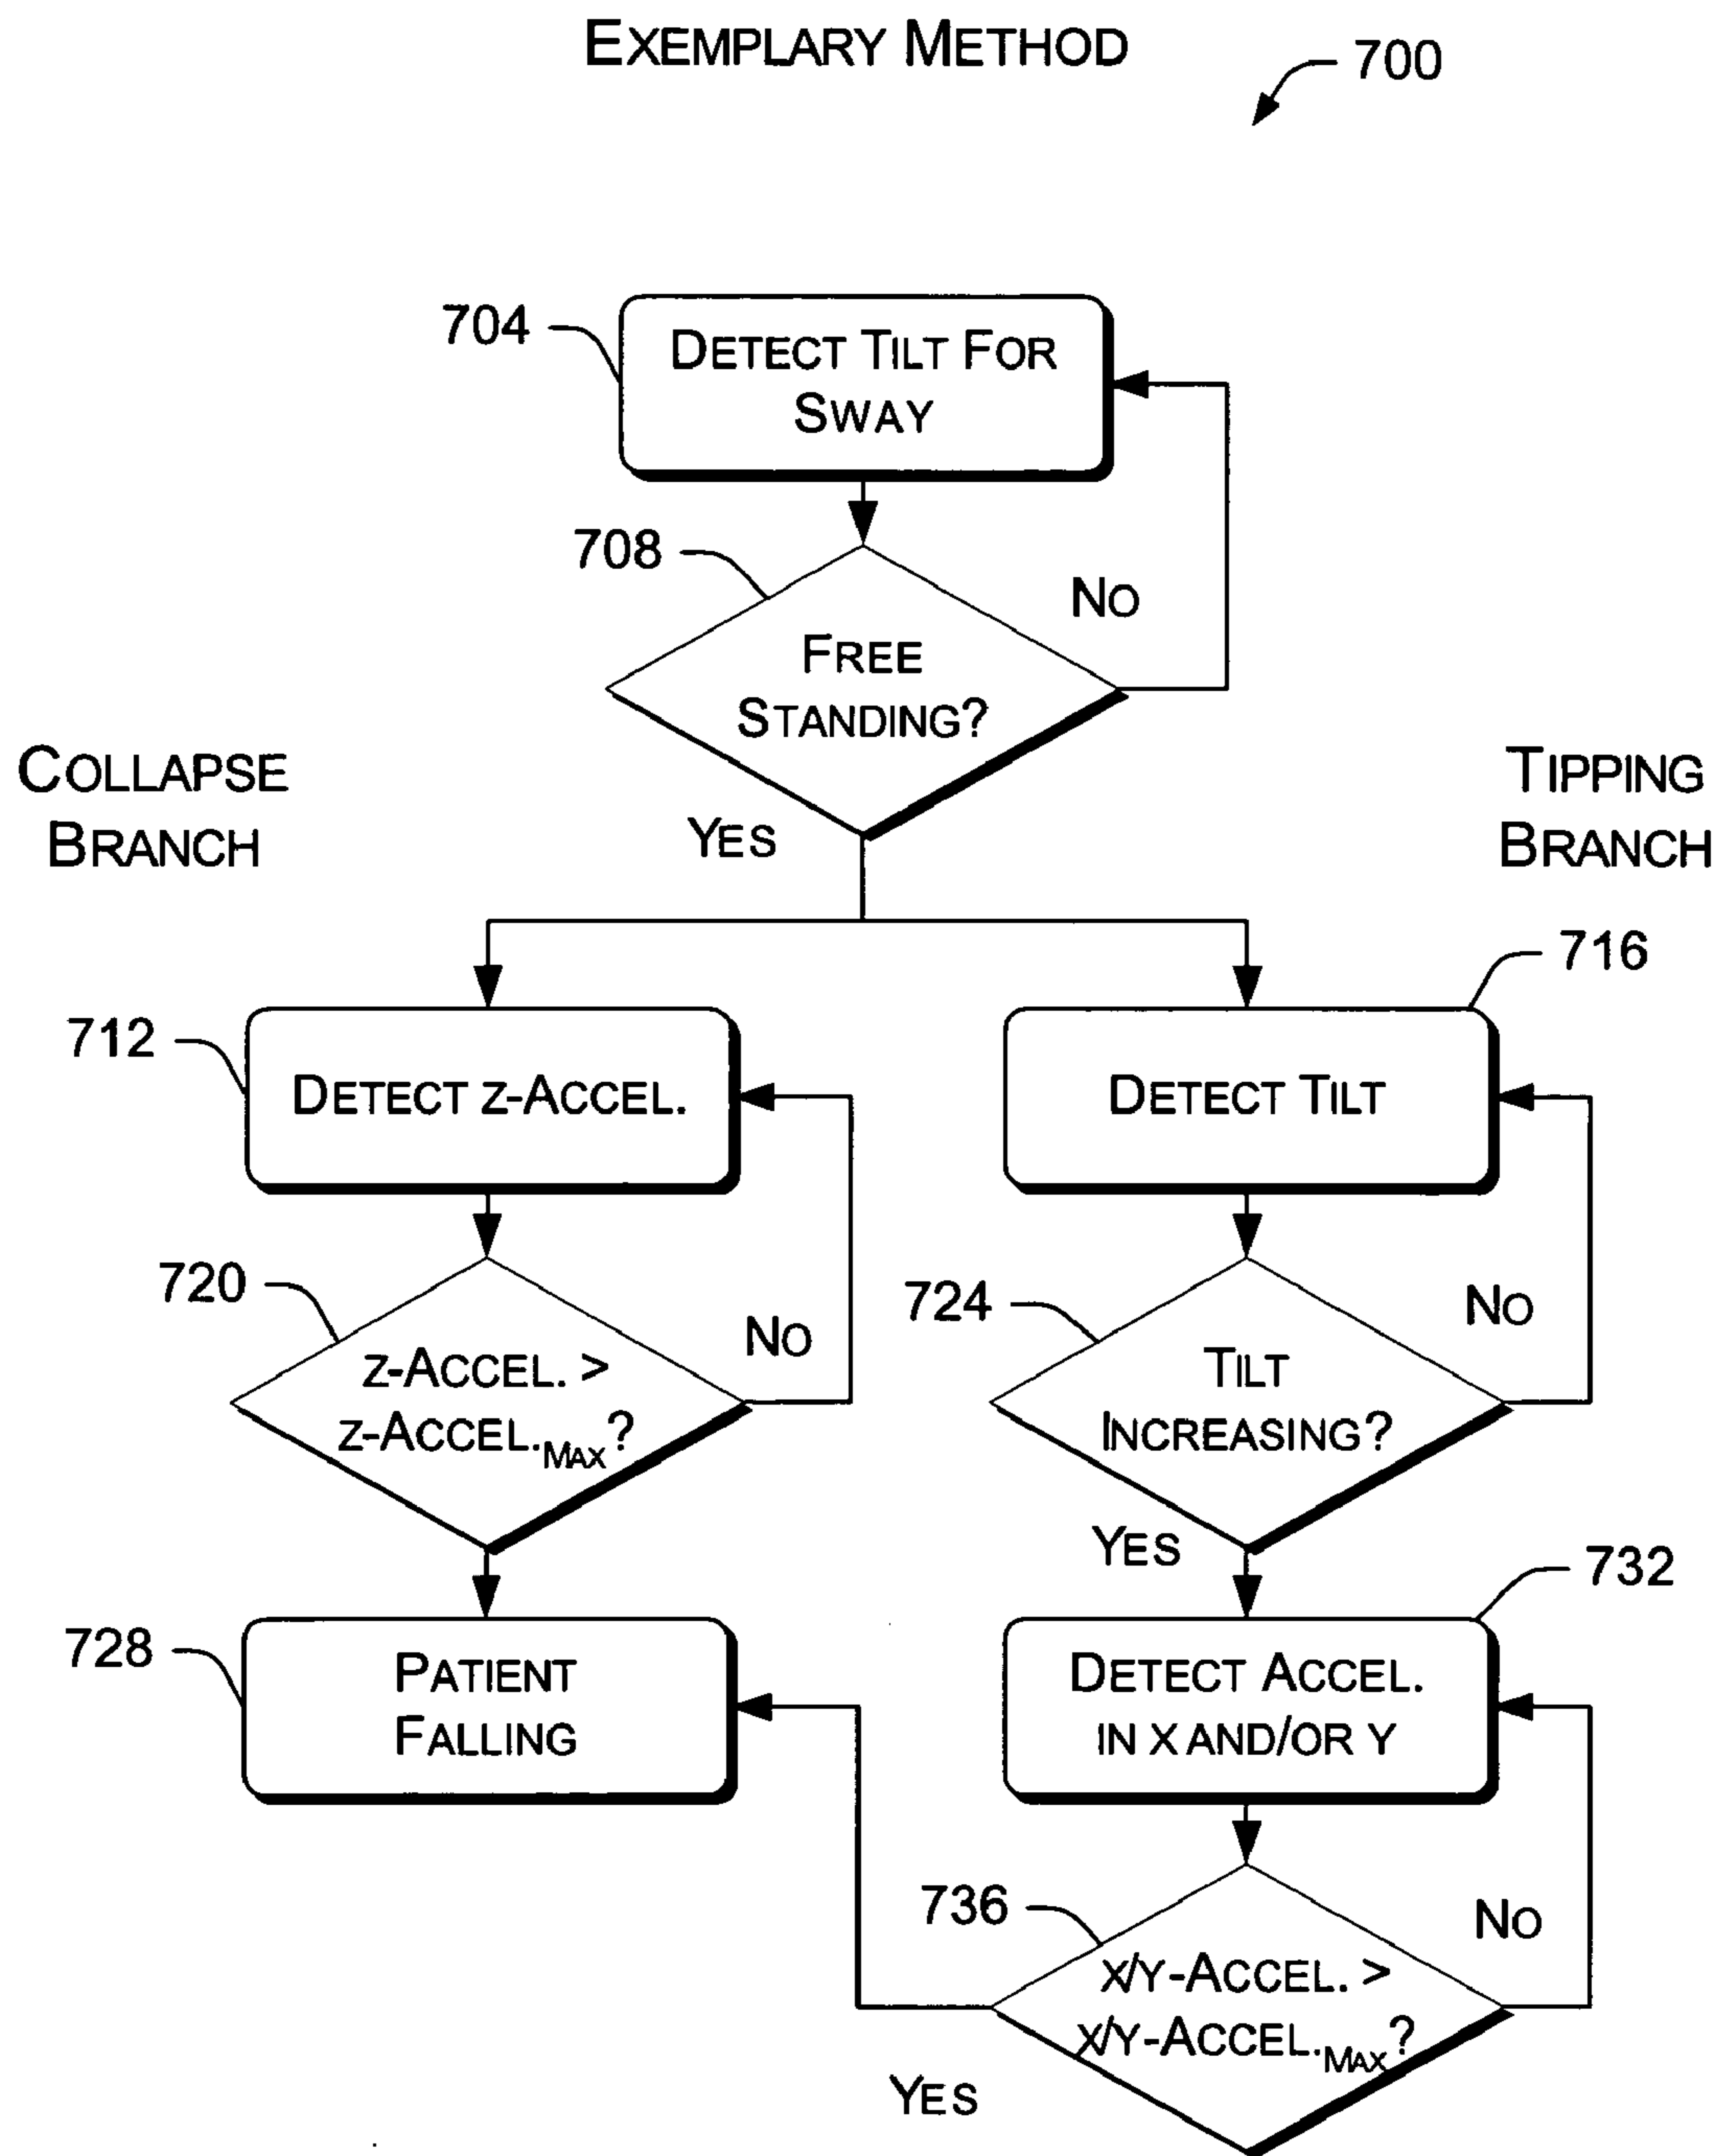 EXEMPLARY METHOD
700
704
DETECT TILT FOR
SWAY
708
NO
FREE
STANDING?
COLLAPSE
BRANCH
TIPPING
BRANCH
YES
716
712
DETECT Z-ACCEL.
DETECT TILT
720
724
NO
NO
Z-ACCEL. >
Z-ACCEL.MAX?
TILT
INCREASING?
YES
732
728
PATIENT
FALLING
DETECT ACCEL.
IN X AND/OR Y
736
NO
X/Y-ACCEL. >
X/Y-ACCEL.MAX?
YES